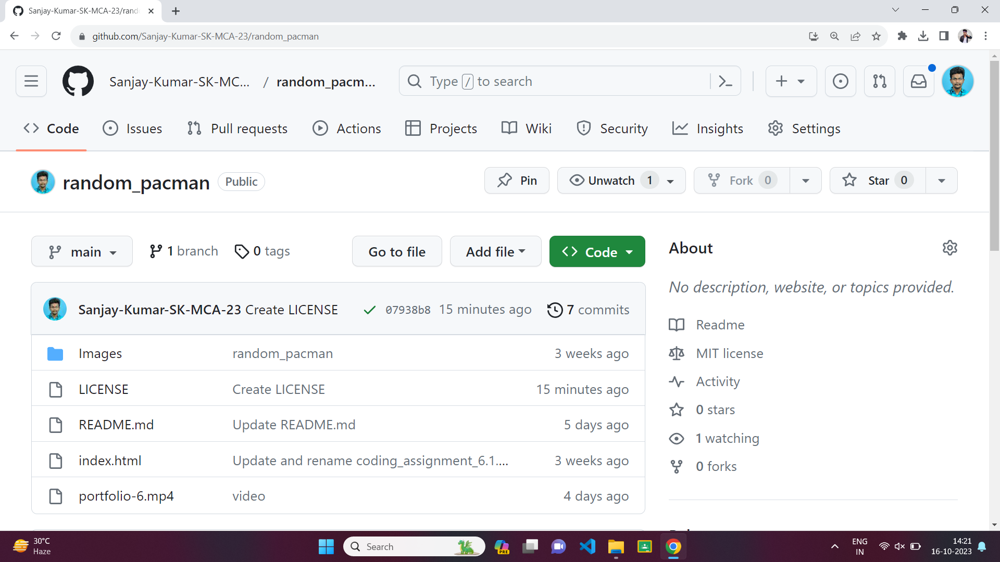 Sanjay-Kumar-SK-MCA-23/rand
github.com/Sanjay-Kumar-SK-MCA-23/random_pacman
Sanjay-Kumar-SK-MC... / random_pacm...
Type / to search
Code Issues Pull requests Actions Projects Wiki Security Insights Settings
random_pacman Public
Pin Unwatch 1 Fork 0 Star 0
main 1 branch 0 tags Go to file Add file Code
Sanjay-Kumar-SK-MCA-23 Create LICENSE 07938b8 15 minutes ago 7 commits
Images random_pacman 3 weeks ago
LICENSE Create LICENSE 15 minutes ago
README.md Update README.md 5 days ago
index.html Update and rename coding_assignment_6.1.... 3 weeks ago
portfolio-6.mp4 video 4 days ago
About
No description, website, or topics provided.
Readme
MIT license
Activity
0 stars
1 watching
0 forks
30°C
Haze
Search
PRE
ENG
IN
14:21
16-10-2023